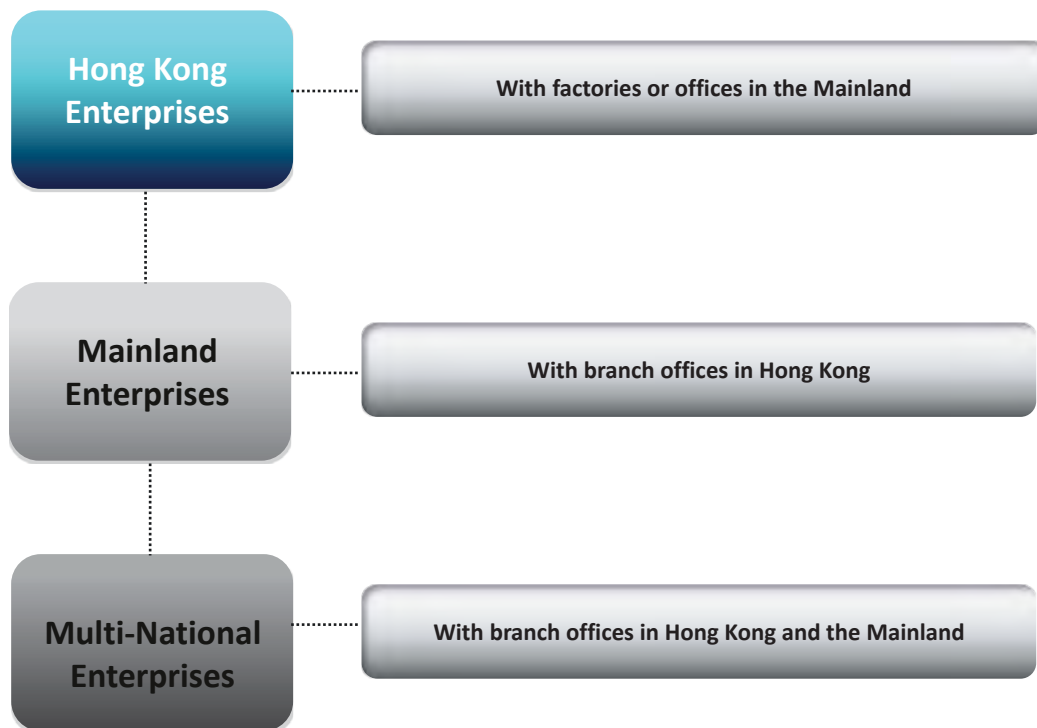 Hong Kong
Enterprises
With factories or offices in the Mainland
Mainland
Enterprises
With branch offices in Hong Kong
Multi-National
Enterprises
With branch offices in Hong Kong and the Mainland